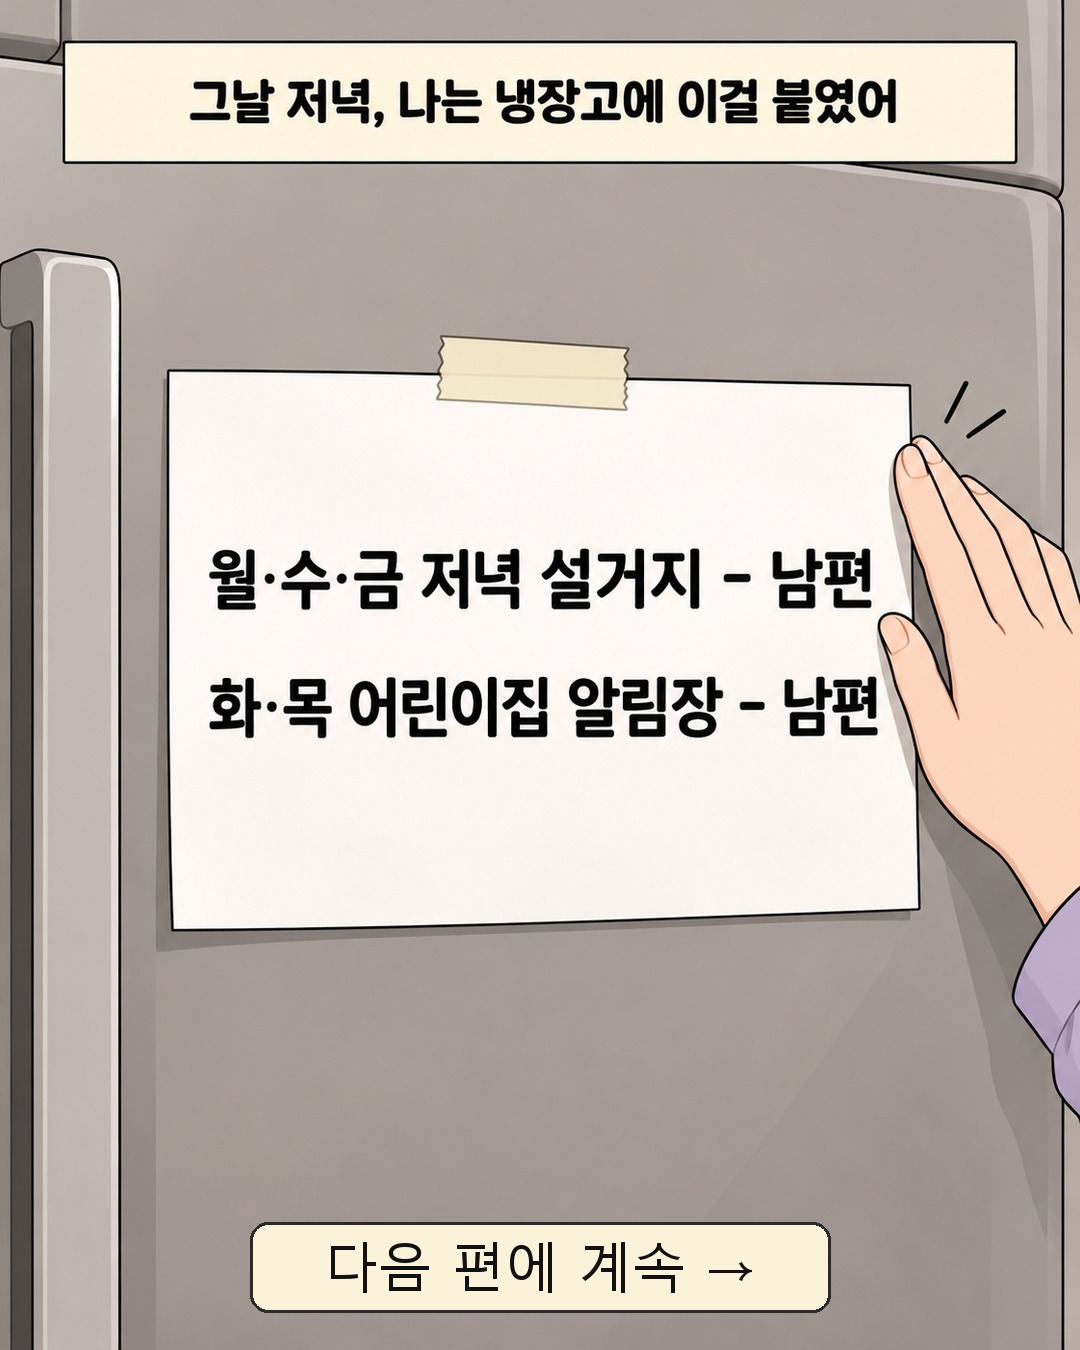 그날 저녁, 나는 냉장고에 이걸 붙였어
월·수·금 저녁 설거지 - 남편
화·목 어린이집 알림장 - 남편
다음 편에 계속 →